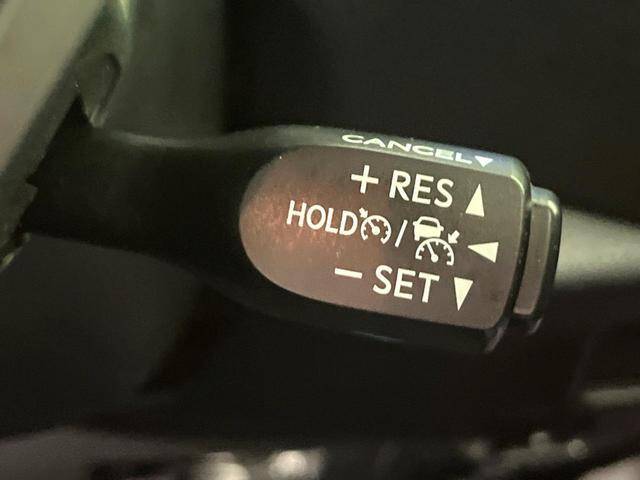 CANCEL▼
+ RES ▲
HOLD / ◀
− SET ▼